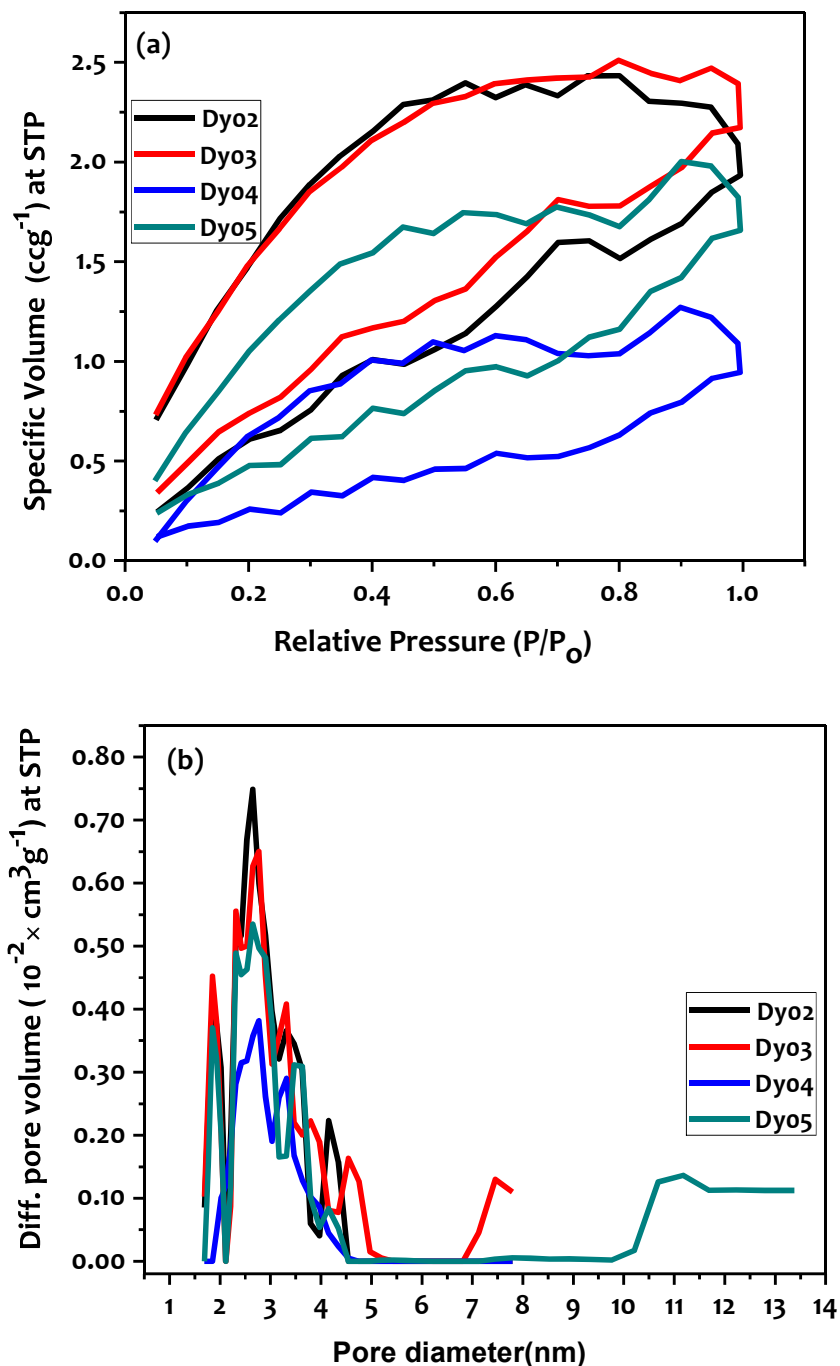 (a)
2.5
2.0
1.5
1.0
0.5
0.0
Specific Volume (ccg⁻¹) at STP
Dy02
Dy03
Dy04
Dy05
0.0 0.2 0.4 0.6 0.8 1.0
Relative Pressure (P/P₀)
(b)
0.80
0.70
0.60
0.50
0.40
0.30
0.20
0.10
0.00
Diff. pore volume ( 10⁻² × cm³g⁻¹) at STP
Dy02
Dy03
Dy04
Dy05
1 2 3 4 5 6 7 8 9 10 11 12 13 14
Pore diameter(nm)